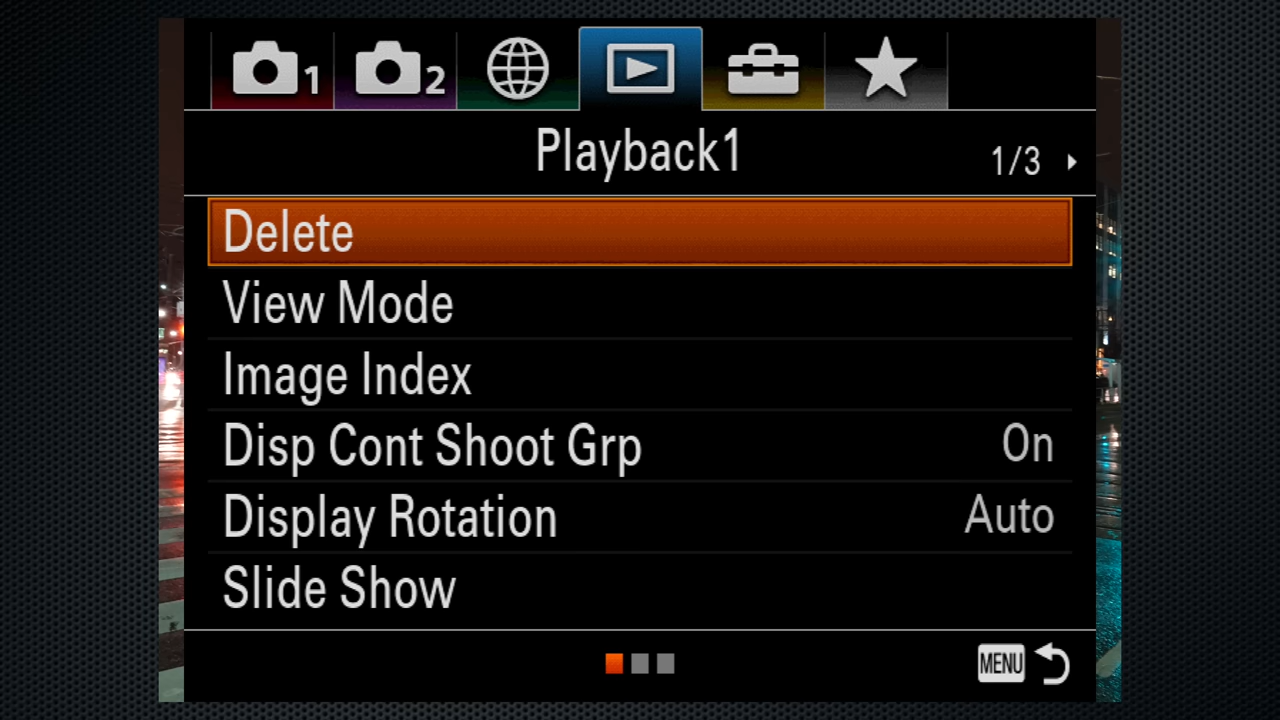 1 2
Playback1
1/3
Delete
View Mode
Image Index
Disp Cont Shoot Grp On
Display Rotation Auto
Slide Show
MENU